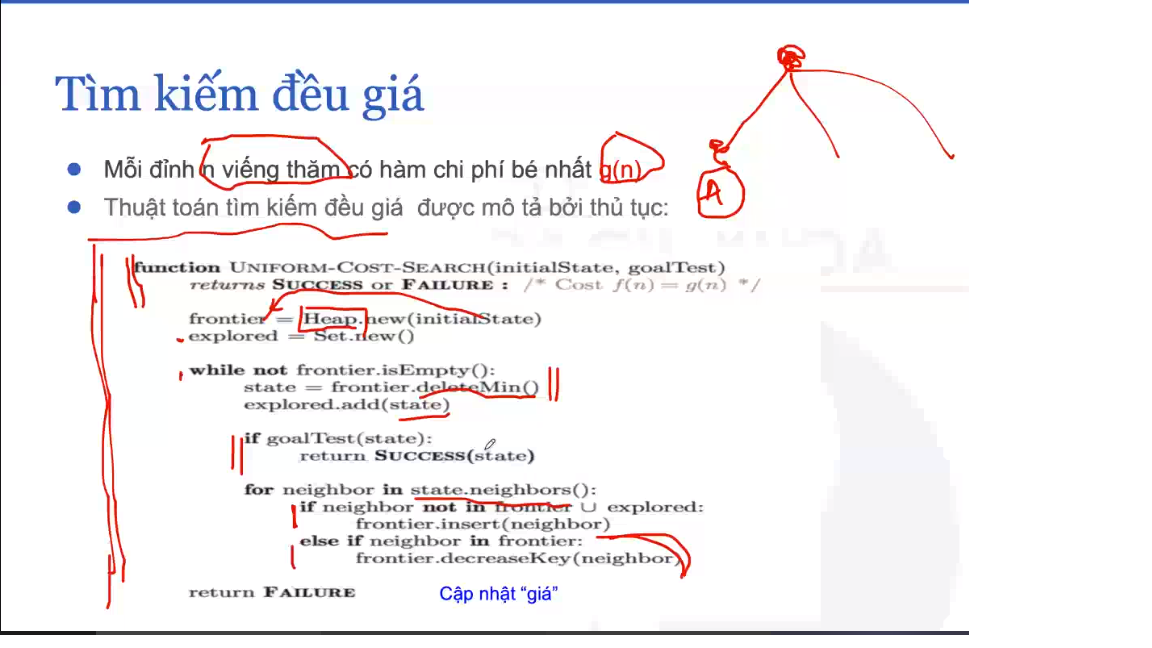 Tìm kiếm đều giá
Mỗi đỉnh n viếng thăm có hàm chi phí bé nhất g(n)
A
Thuật toán tìm kiếm đều giá được mô tả bởi thủ tục:
function UNIFORM-COST-SEARCH(initialState, goalTest)
returns SUCCESS or FAILURE : /* Cost f(n) = g(n) */
frontier = Heap.new(initialState)
explored = Set.new()
while not frontier.isEmpty():
state = frontier.deleteMin()
explored.add(state)
if goalTest(state):
return SUCCESS(state)
for neighbor in state.neighbors():
if neighbor not in frontier ∪ explored:
frontier.insert(neighbor)
else if neighbor in frontier:
frontier.decreaseKey(neighbor)
return FAILURE
Cập nhật “giá”